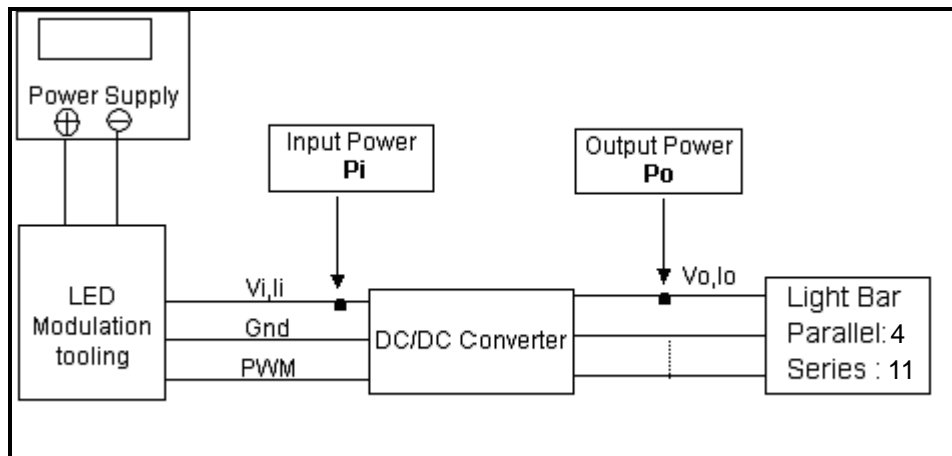 Power Supply
Input Power
Pi
Output Power
Po
LED
Modulation
tooling
Vi,Ii
Gnd
PWM
DC/DC Converter
Vo,Io
Light Bar
Parallel: 4
Series : 11